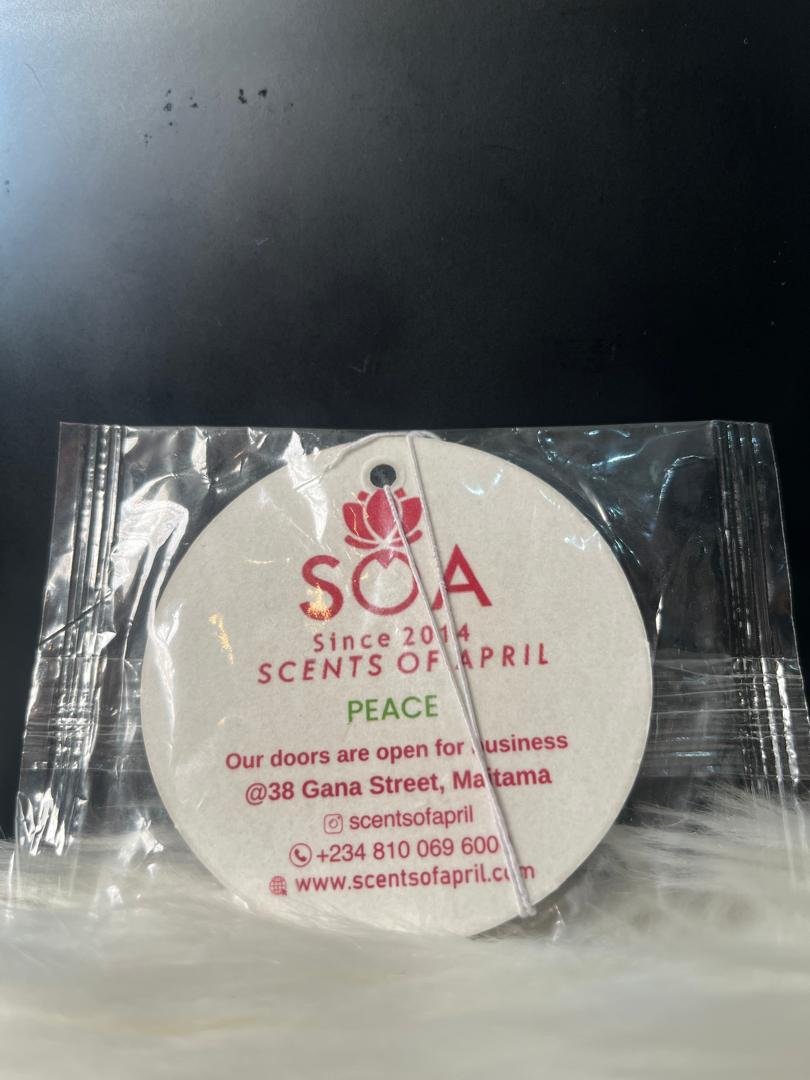 SOA
Since 2014
SCENTS OF APRIL
PEACE
Our doors are open for business
@38 Gana Street, Maitama
scentsofapril
+234 810 069 600
www.scentsofapril.com